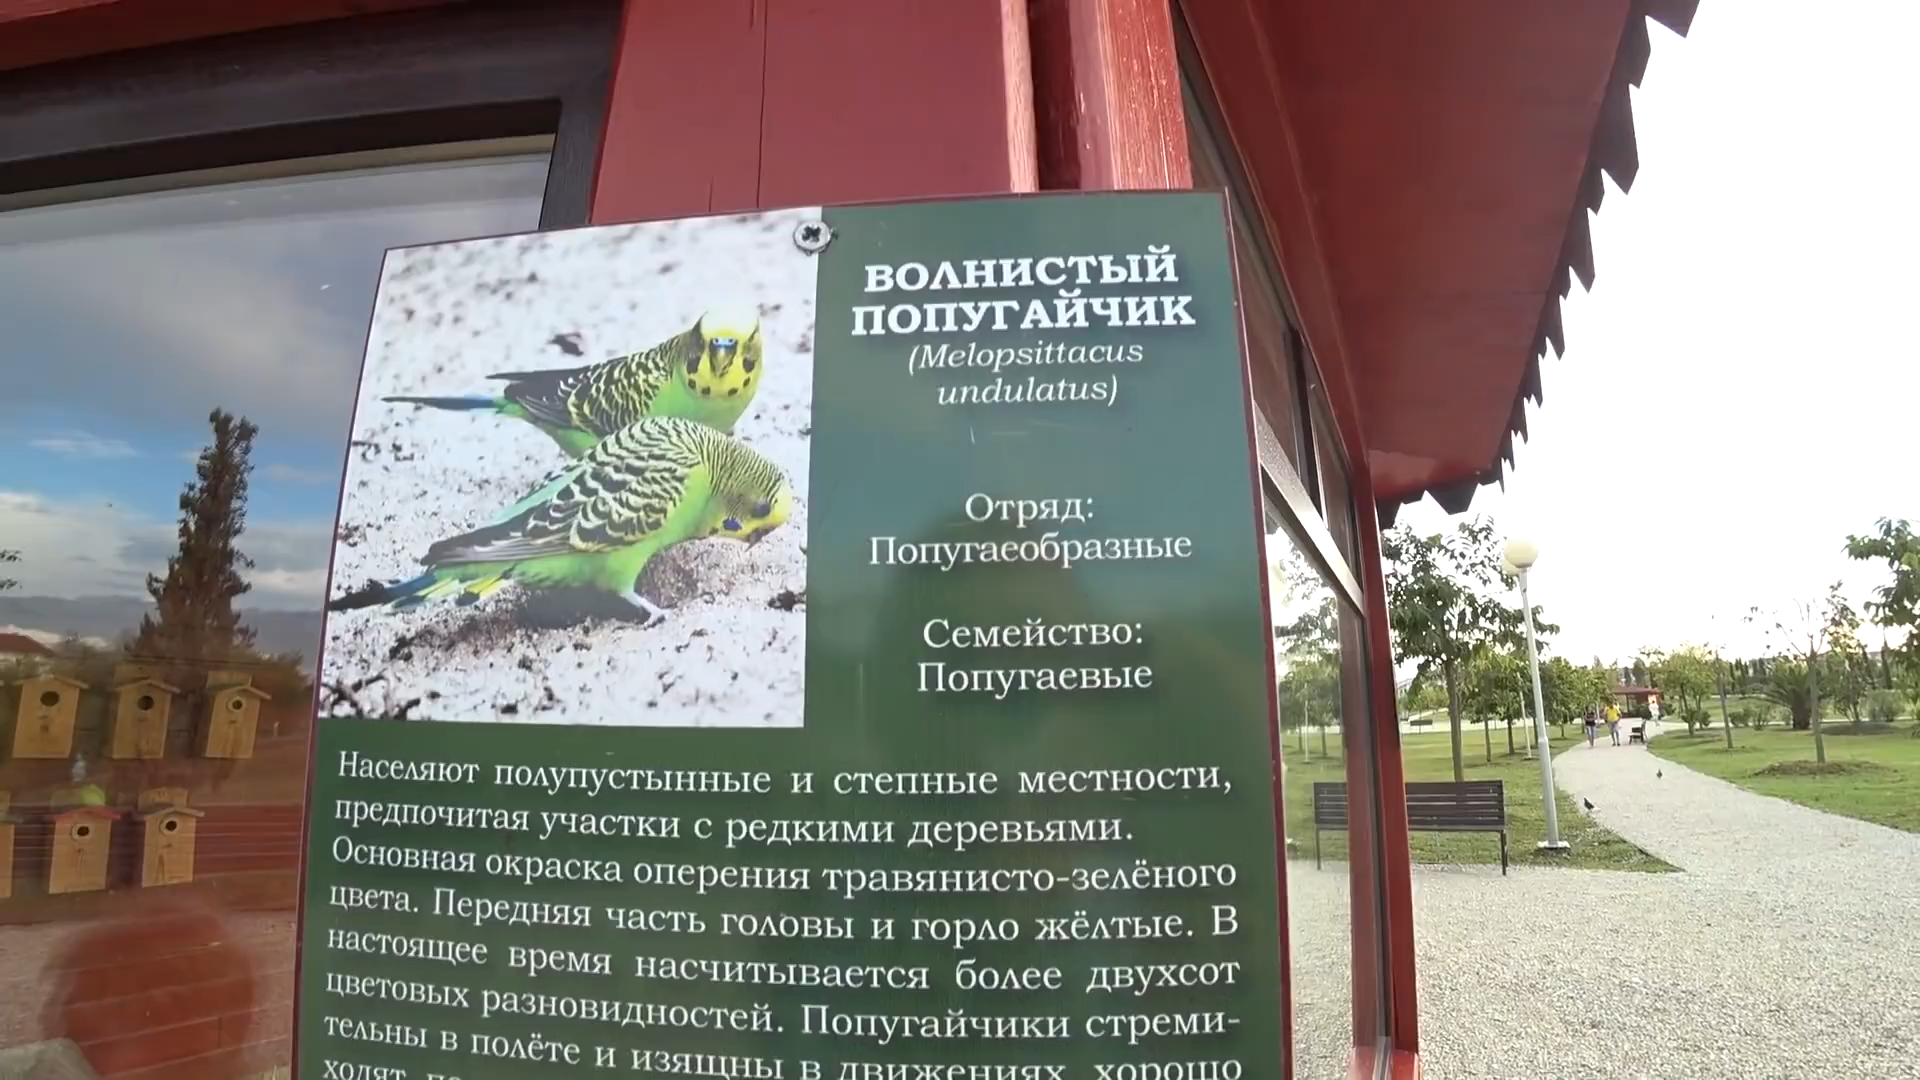 ВОЛНИСТЫЙ
ПОПУГАЙЧИК
(Melopsittacus
undulatus)
Отряд:
Попугаеобразные
Семейство:
Попугаевые
Населяют полупустынные и степные местности,
предпочитая участки с редкими деревьями.
Основная окраска оперения травянисто-зелёного
цвета. Передняя часть головы и горло жёлтые. В
настоящее время насчитывается более двухсот
цветовых разновидностей. Попугайчики стреми-
тельны в полёте и изящны в движениях, хорошо
ходят